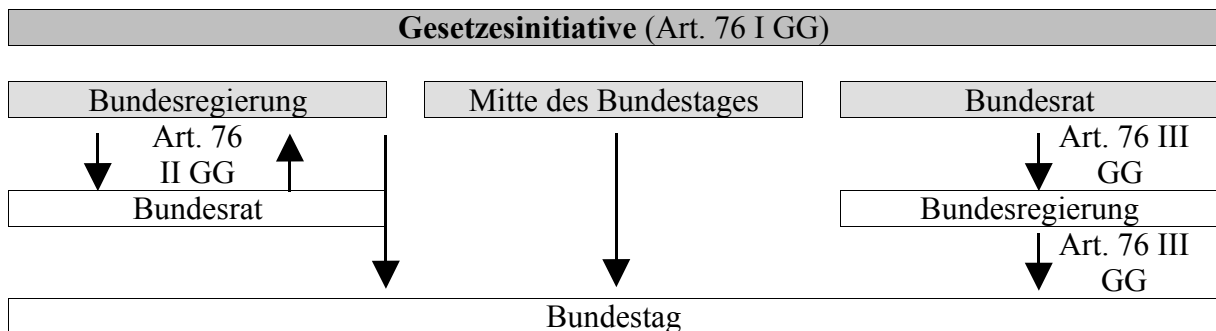 Gesetzesinitiative (Art. 76 I GG)
Bundesregierung
Mitte des Bundestages
Bundesrat
Art. 76
II GG
Art. 76 III
GG
Bundesrat
Bundesregierung
Art. 76 III
GG
Bundestag